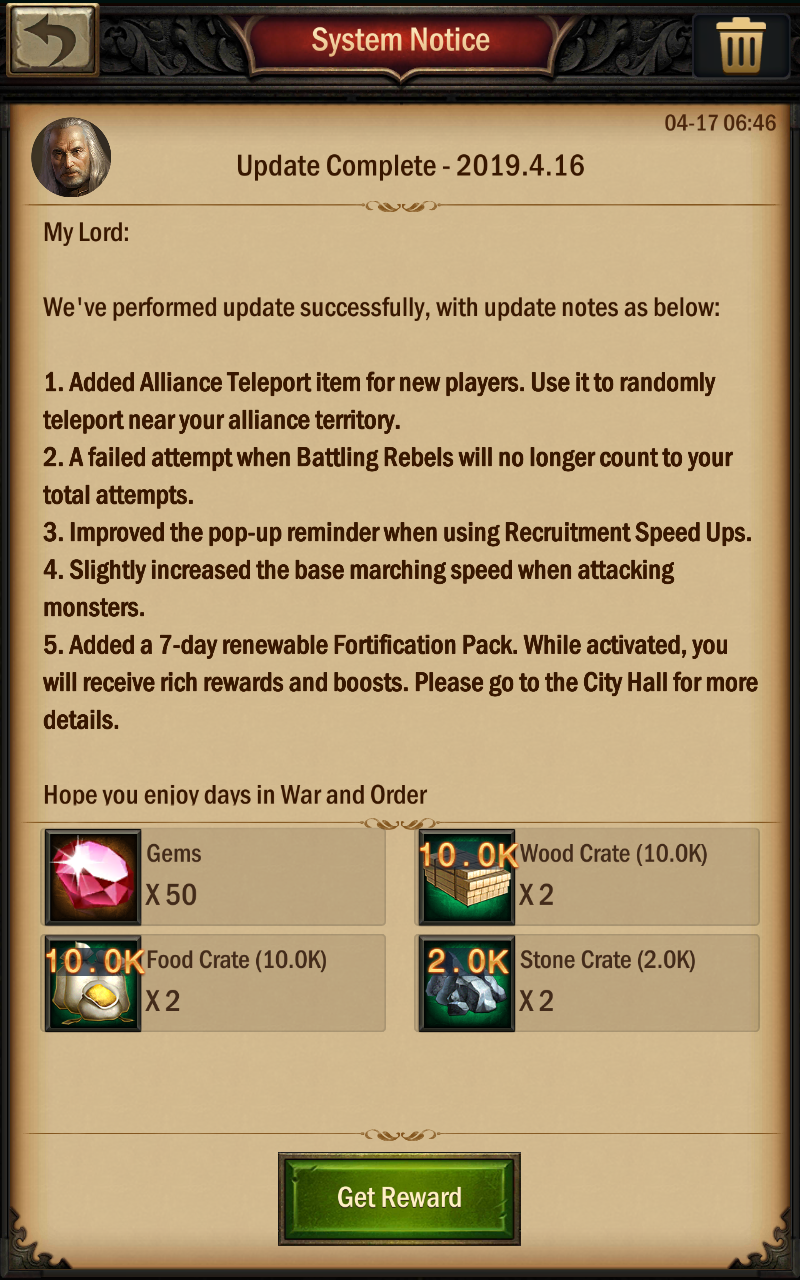 System Notice
04-17 06:46
Update Complete - 2019.4.16
My Lord:
We've performed update successfully, with update notes as below:
1. Added Alliance Teleport item for new players. Use it to randomly
teleport near your alliance territory.
2. A failed attempt when Battling Rebels will no longer count to your
total attempts.
3. Improved the pop-up reminder when using Recruitment Speed Ups.
4. Slightly increased the base marching speed when attacking
monsters.
5. Added a 7-day renewable Fortification Pack. While activated, you
will receive rich rewards and boosts. Please go to the City Hall for more
details.
Hope you enjoy days in War and Order
Gems
X 50
10.0K
Wood Crate (10.0K)
X 2
10.0K
Food Crate (10.0K)
X 2
2.0K
Stone Crate (2.0K)
X 2
Get Reward